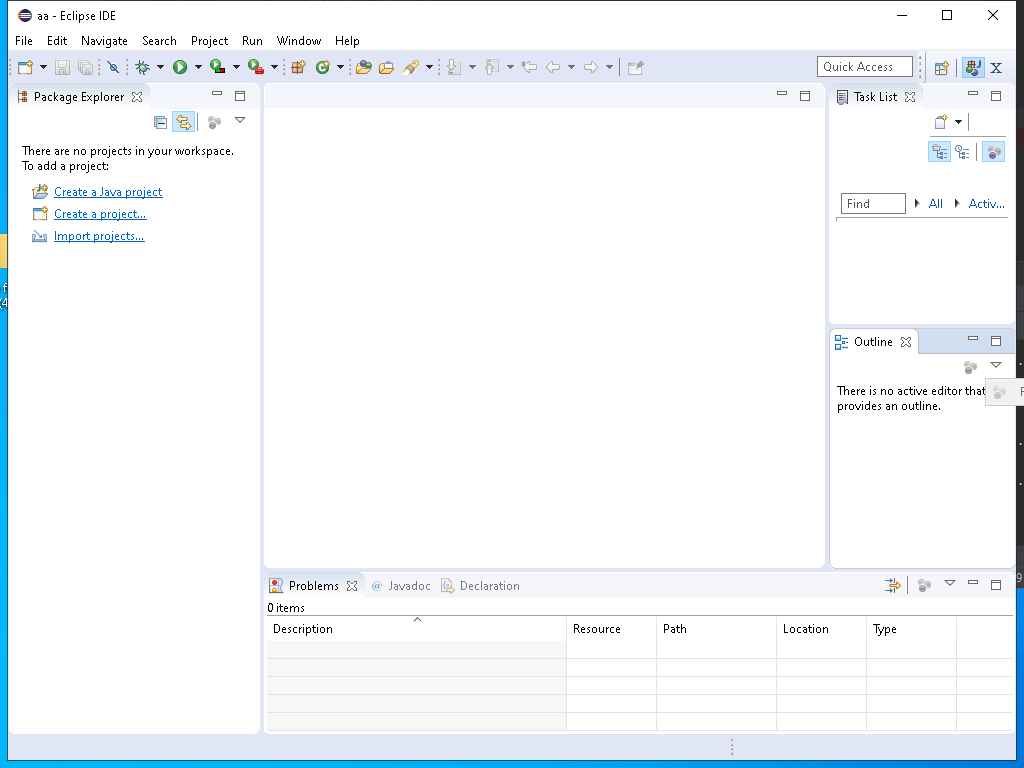 aa - Eclipse IDE
File Edit Navigate Search Project Run Window Help
Quick Access
Package Explorer
There are no projects in your workspace.
To add a project:
Create a Java project
Create a project...
Import projects...
Task List
Find All Activ...
Outline
There is no active editor that
provides an outline.
Problems @ Javadoc Declaration
0 items
Description Resource Path Location Type